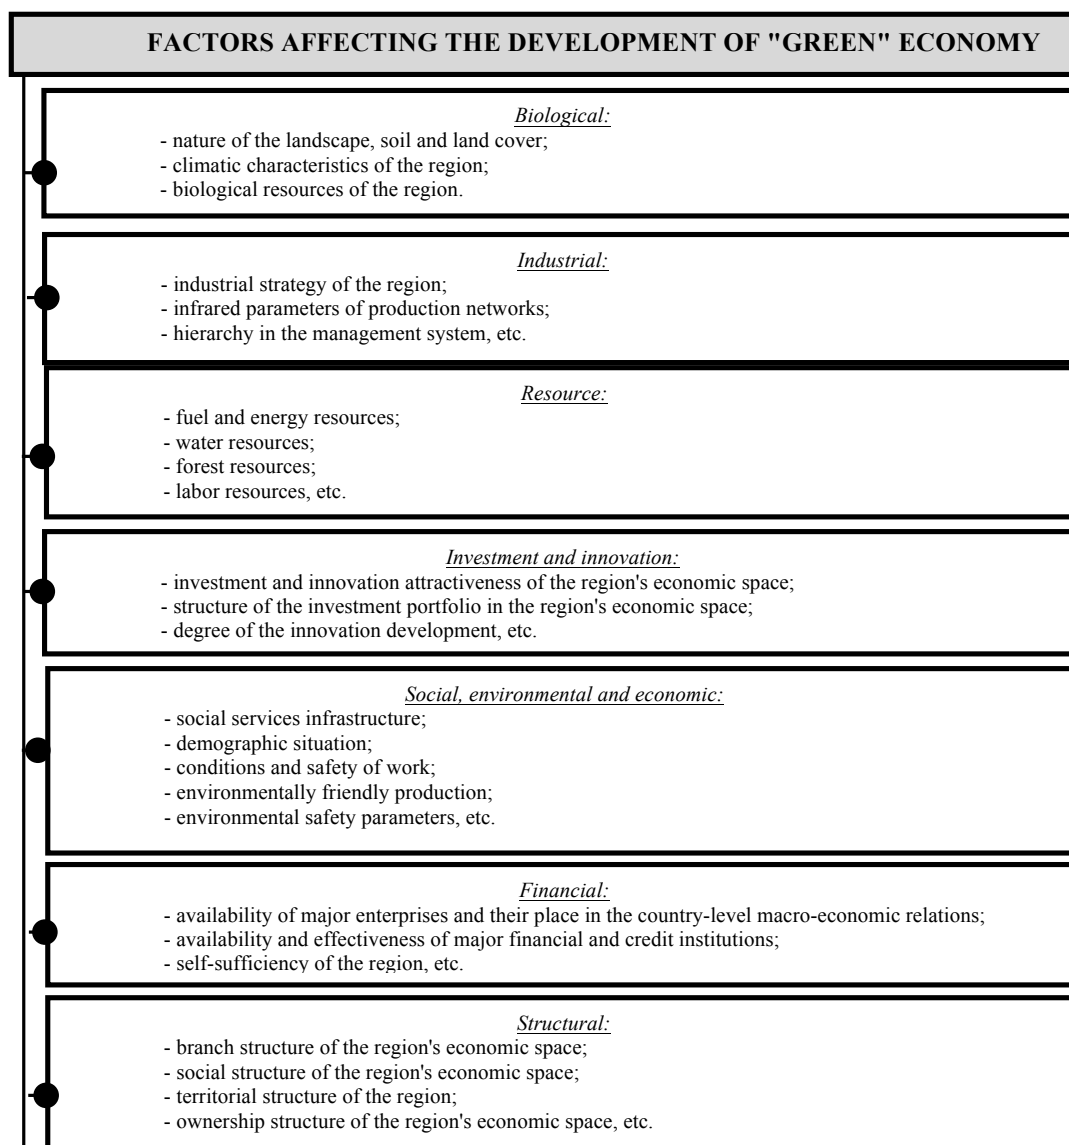 FACTORS AFFECTING THE DEVELOPMENT OF "GREEN" ECONOMY
Biological:
- nature of the landscape, soil and land cover;
- climatic characteristics of the region;
- biological resources of the region.
Industrial:
- industrial strategy of the region;
- infrared parameters of production networks;
- hierarchy in the management system, etc.
Resource:
- fuel and energy resources;
- water resources;
- forest resources;
- labor resources, etc.
Investment and innovation:
- investment and innovation attractiveness of the region's economic space;
- structure of the investment portfolio in the region's economic space;
- degree of the innovation development, etc.
Social, environmental and economic:
- social services infrastructure;
- demographic situation;
- conditions and safety of work;
- environmentally friendly production;
- environmental safety parameters, etc.
Financial:
- availability of major enterprises and their place in the country-level macro-economic relations;
- availability and effectiveness of major financial and credit institutions;
- self-sufficiency of the region, etc.
Structural:
- branch structure of the region's economic space;
- social structure of the region's economic space;
- territorial structure of the region;
- ownership structure of the region's economic space, etc.